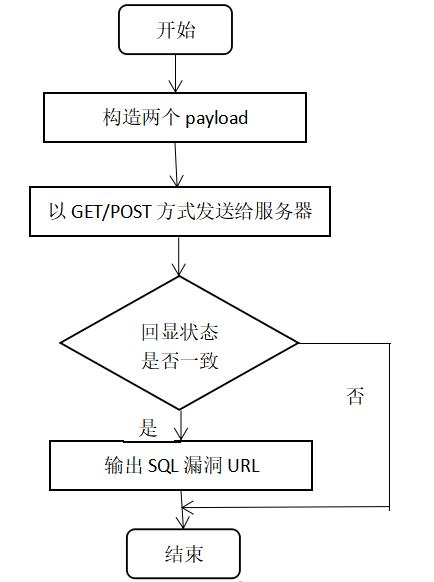 开始
构造两个 payload
以 GET/POST 方式发送给服务器
回显状态
是否一致
否
是
输出 SQL 漏洞 URL
结束